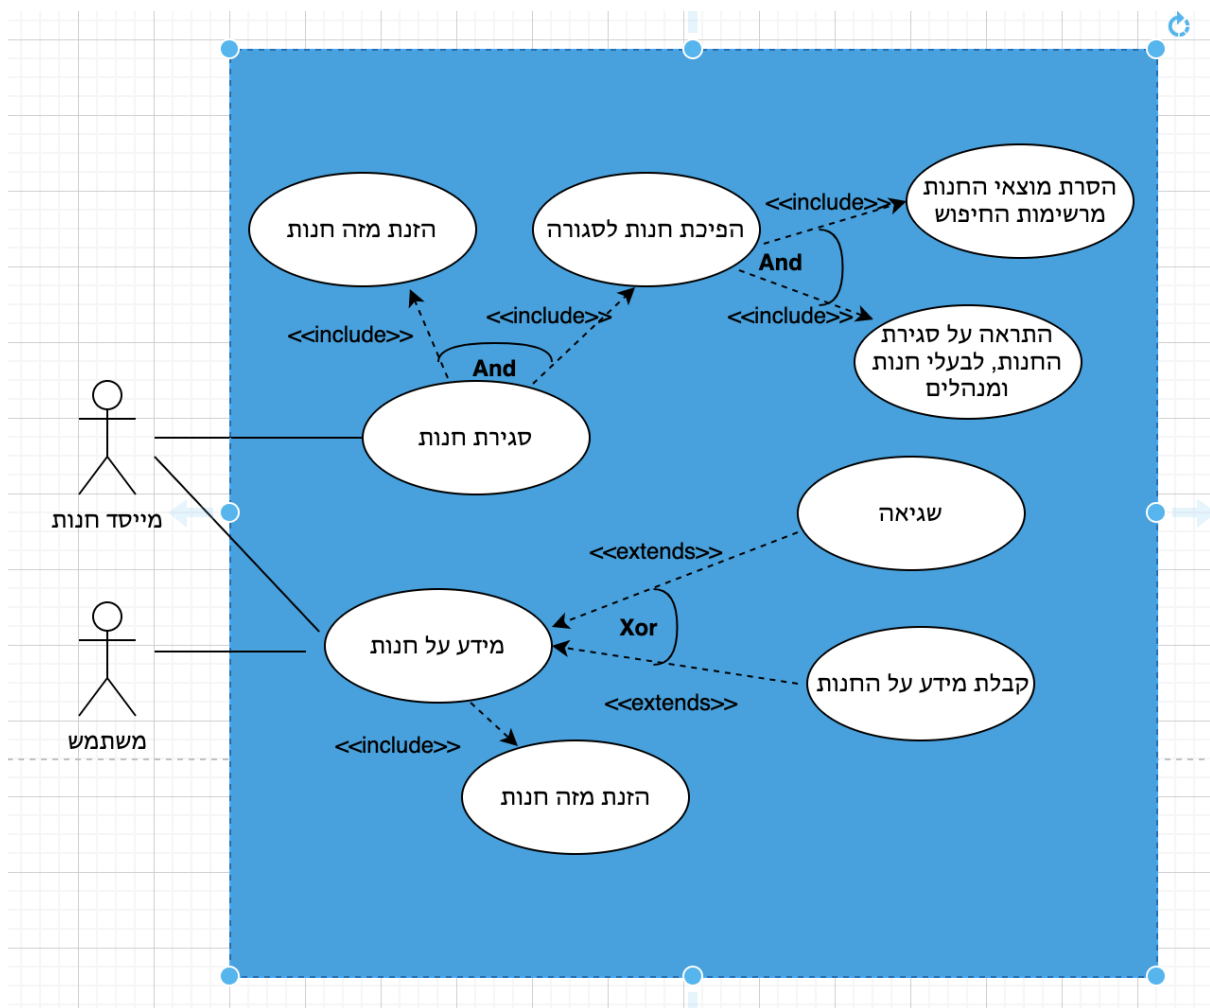 הסרת מוצאי החנות
מרשימות החיפוש
<<include>>
הזנת מזה חנות
הפיכת חנות לסגורה
And
<<include>>
<<include>>
<<include>>
התראה על סגירת
החנות, לבעלי חנות
ומנהלים
And
סגירת חנות
מייסד חנות
שגיאה
<<extends>>
Xor
מידע על חנות
קבלת מידע על החנות
<<extends>>
משתמש
<<include>>
הזנת מזה חנות